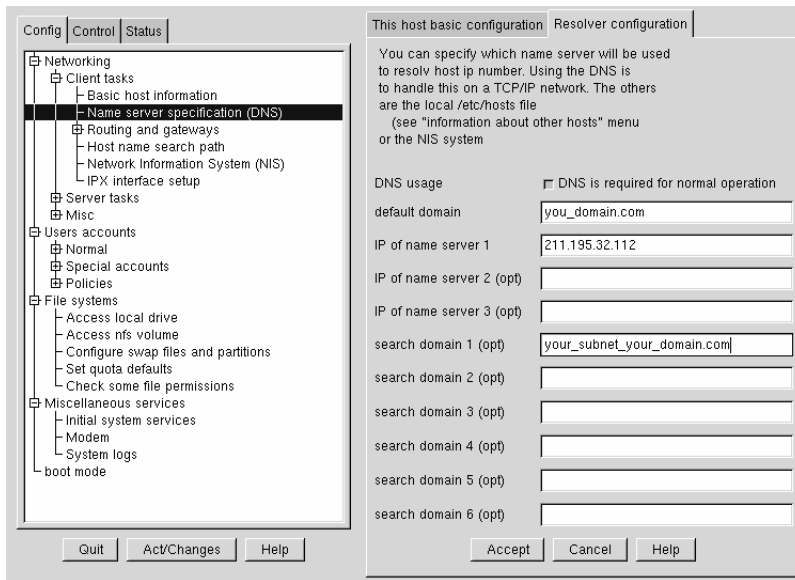 Config Control Status
Networking
Client tasks
Basic host information
Name server specification (DNS)
Routing and gateways
Host name search path
Network Information System (NIS)
IPX interface setup
Server tasks
Misc
Users accounts
Normal
Special accounts
Policies
File systems
Access local drive
Access nfs volume
Configure swap files and partitions
Set quota defaults
Check some file permissions
Miscellaneous services
Initial system services
Modem
System logs
boot mode
Quit Act/Changes Help
This host basic configuration Resolver configuration
You can specify which name server will be used
to resolv host ip number. Using the DNS is
to handle this on a TCP/IP network. The others
are the local /etc/hosts file
(see "information about other hosts" menu
or the NIS system
DNS usage DNS is required for normal operation
default domain you_domain.com
IP of name server 1 211.195.32.112
IP of name server 2 (opt)
IP of name server 3 (opt)
search domain 1 (opt) your_subnet_your_domain.com
search domain 2 (opt)
search domain 3 (opt)
search domain 4 (opt)
search domain 5 (opt)
search domain 6 (opt)
Accept Cancel Help